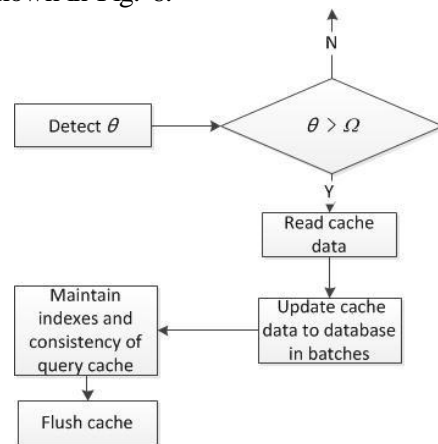 N
Detect θ
θ > Ω
Y
Read cache
data
Maintain
indexes and
consistency of
query cache
Update cache
data to database
in batches
Flush cache